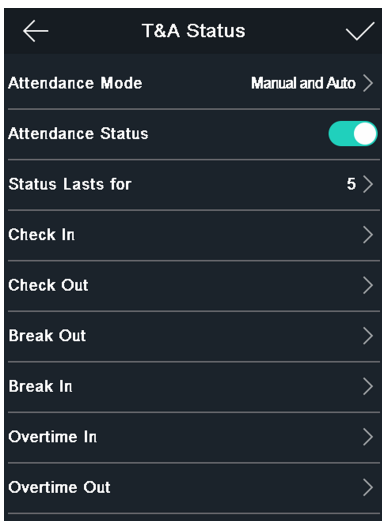 T&A Status
Attendance Mode Manual and Auto
Attendance Status
Status Lasts for 5
Check In
Check Out
Break Out
Break In
Overtime In
Overtime Out